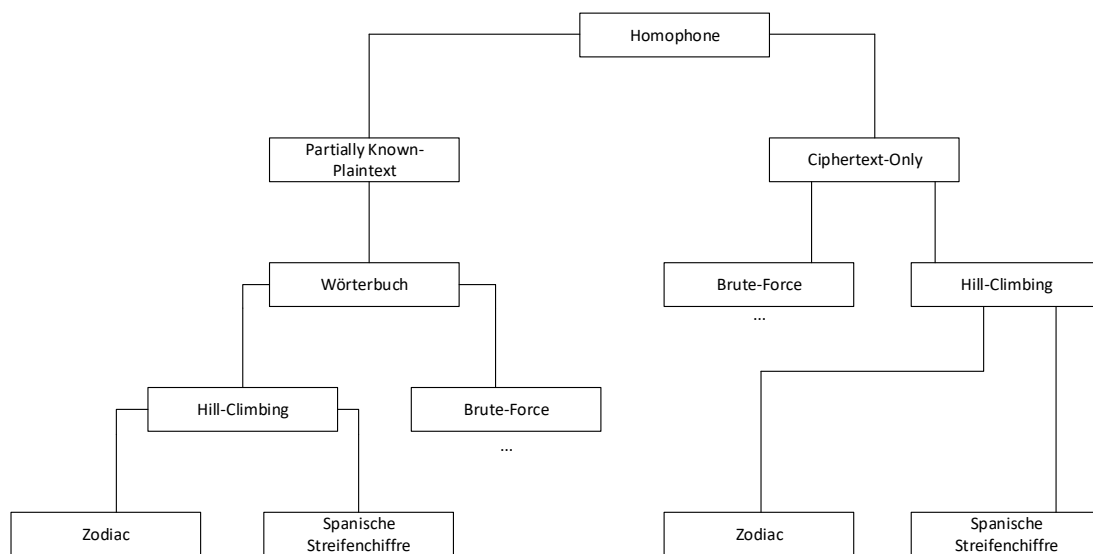 Homophone
Partially Known-
Plaintext
Ciphertext-Only
Wörterbuch
Brute-Force
...
Hill-Climbing
Hill-Climbing
Brute-Force
...
Zodiac
Spanische
Streifenchiffre
Zodiac
Spanische
Streifenchiffre